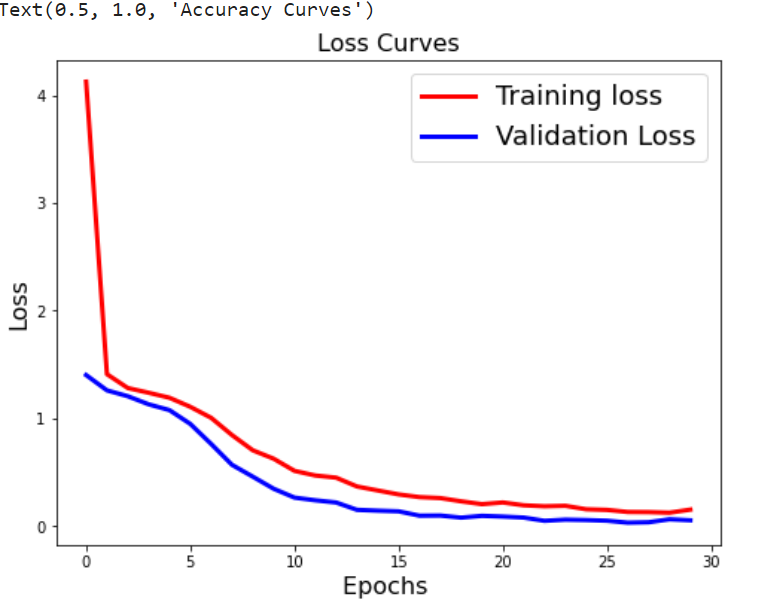 Text(0.5, 1.0, 'Accuracy Curves')
Loss Curves
Training loss
Validation Loss
4
3
2
1
0
Loss
0 5 10 15 20 25 30
Epochs